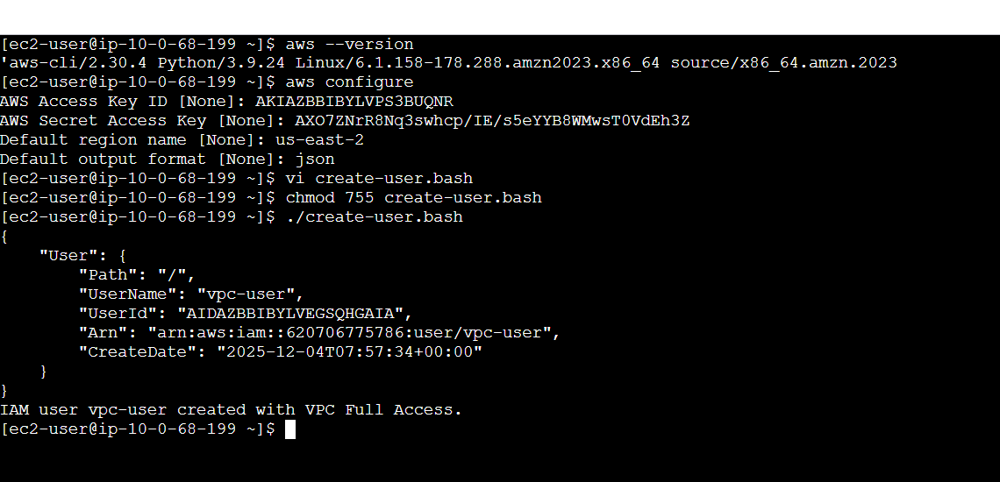 [ec2-user@ip-10-0-68-199 ~]$ aws --version
'aws-cli/2.30.4 Python/3.9.24 Linux/6.1.158-178.288.amzn2023.x86_64 source/x86_64.amzn.2023
[ec2-user@ip-10-0-68-199 ~]$ aws configure
AWS Access Key ID [None]: AKIAZBBIBYLVPS3BUQNR
AWS Secret Access Key [None]: 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
Default region name [None]: us-east-2
Default output format [None]: json
[ec2-user@ip-10-0-68-199 ~]$ vi create-user.bash
[ec2-user@ip-10-0-68-199 ~]$ chmod 755 create-user.bash
[ec2-user@ip-10-0-68-199 ~]$ ./create-user.bash
{
    "User": {
        "Path": "/",
        "UserName": "vpc-user",
        "UserId": "AIDAZBBIBYLVEGSQHGAIA",
        "Arn": "arn:aws:iam::620706775786:user/vpc-user",
        "CreateDate": "2025-12-04T07:57:34+00:00"
    }
}
IAM user vpc-user created with VPC Full Access.
[ec2-user@ip-10-0-68-199 ~]$